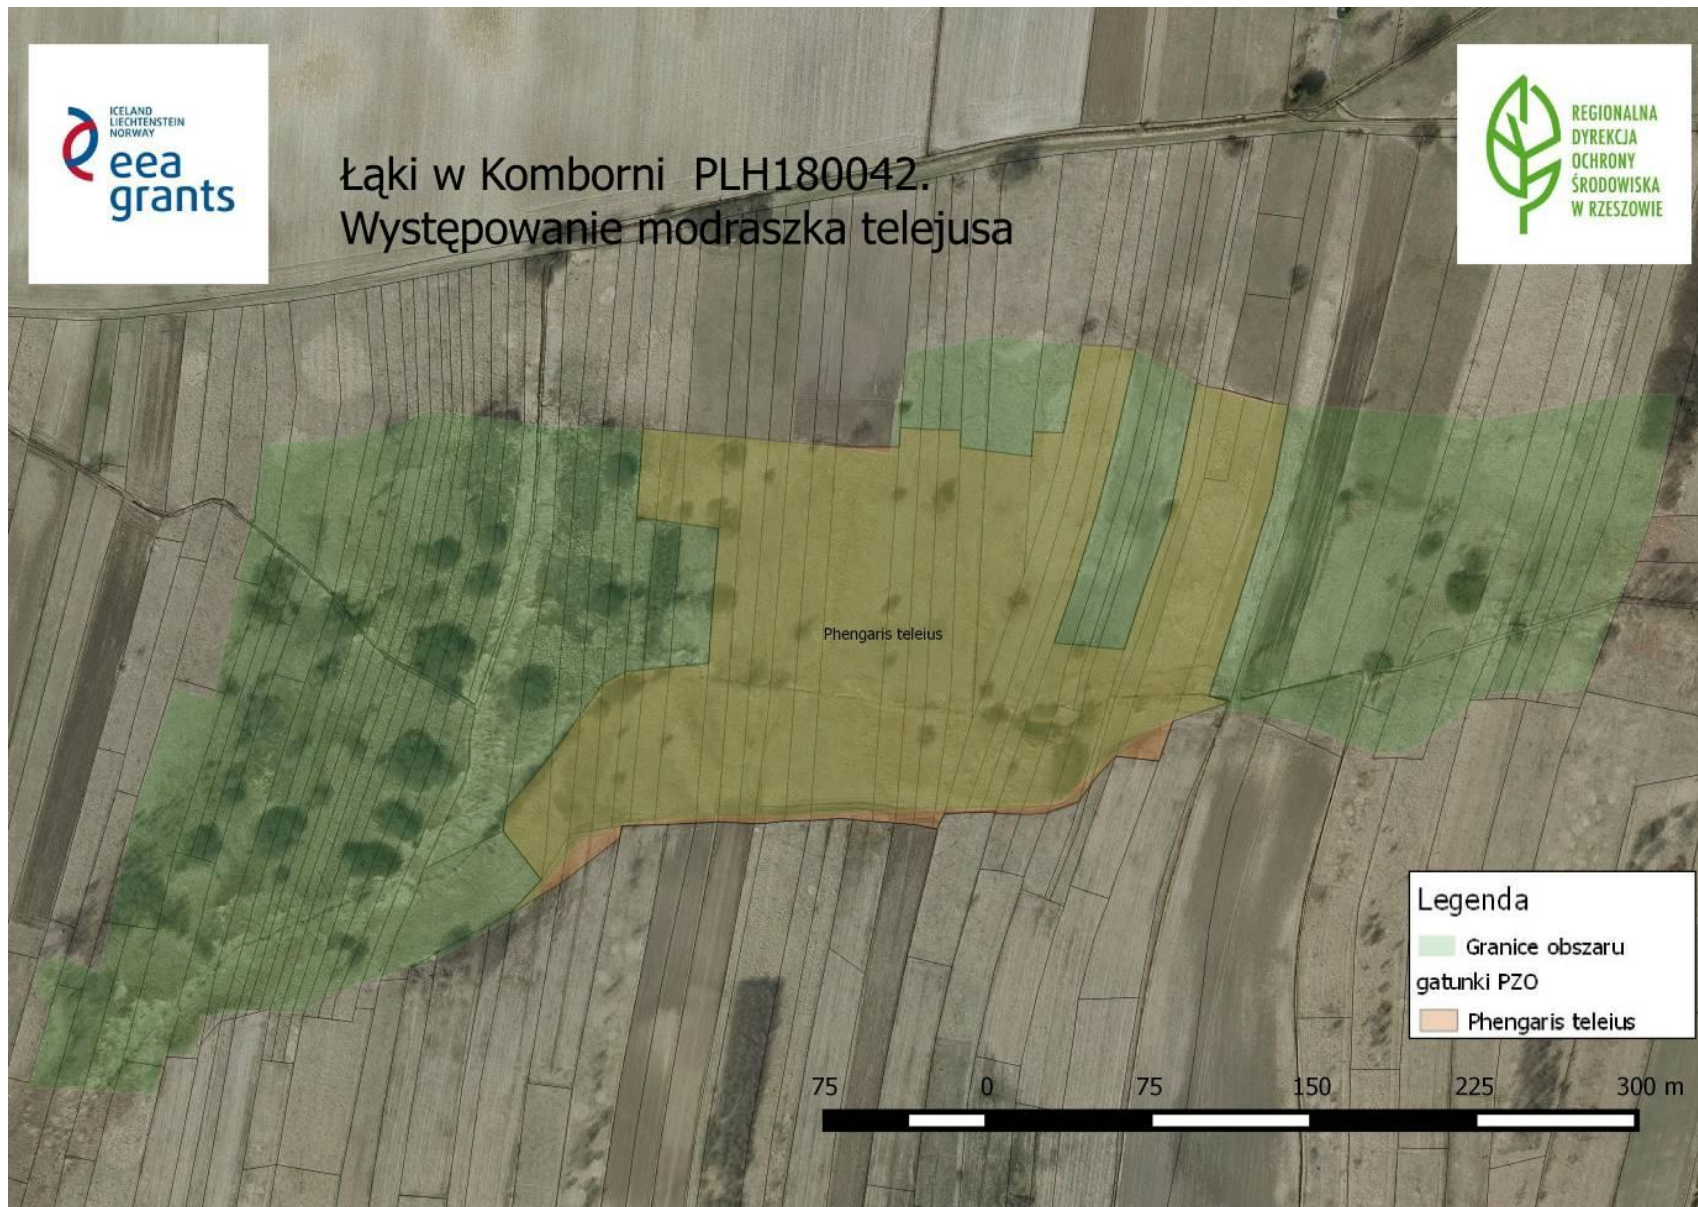 ICELAND
LIECHTENSTEIN
NORWAY
eea
grants
Łąki w Komborni PLH180042.
Występowanie modraszka telejusa
REGIONALNA
DYREKCJA
OCHRONY
ŚRODOWISKA
W RZESZOWIE
Phengaris teleius
Legenda
Granice obszaru
gatunki PZO
Phengaris teleius
75 0 75 150 225 300 m